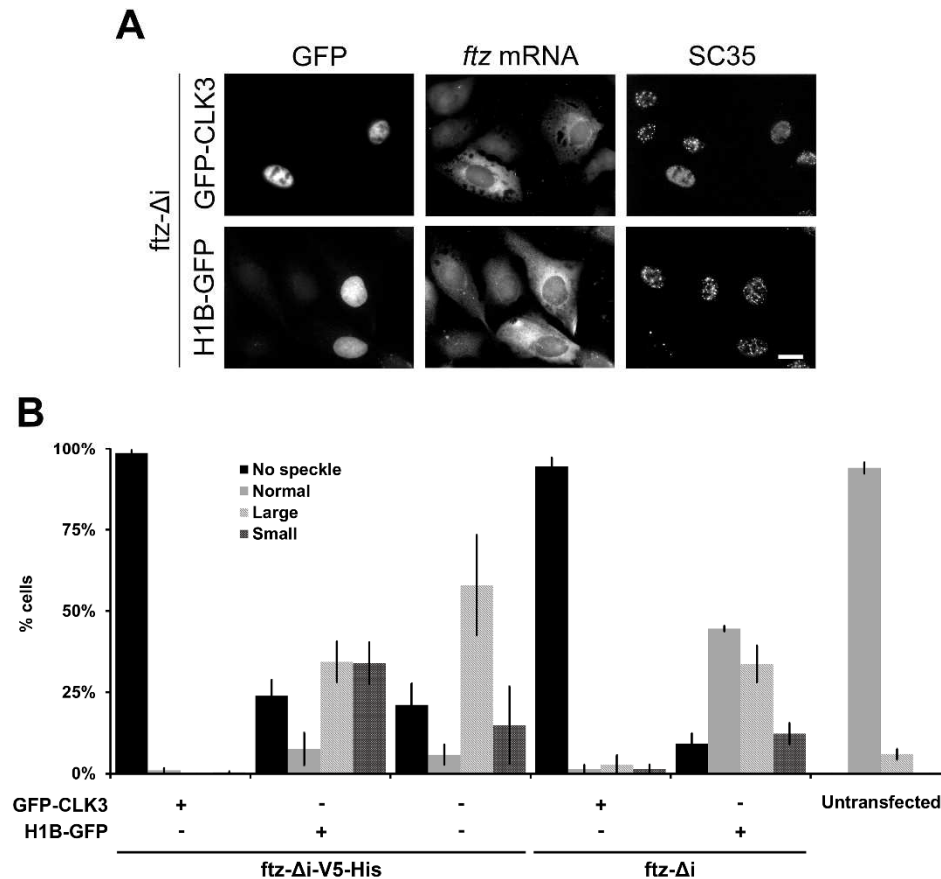 A
GFP
ftz mRNA
SC35
ftz-Δi
GFP-CLK3
H1B-GFP
B
100%
75%
50%
25%
0%
% cells
No speckle
Normal
Large
Small
GFP-CLK3 + - - + - Untransfected
H1B-GFP - + - - +
ftz-Δi-V5-His ftz-Δi